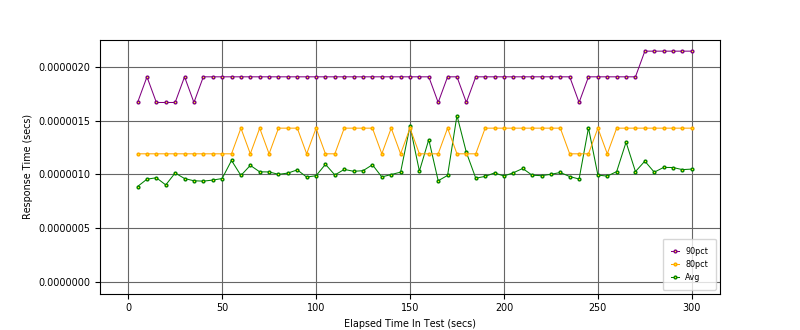 0.0000020
0.0000015
0.0000010
0.0000005
0.0000000
Response Time (secs)
0 50 100 150 200 250 300
Elapsed Time In Test (secs)
90pct
80pct
Avg